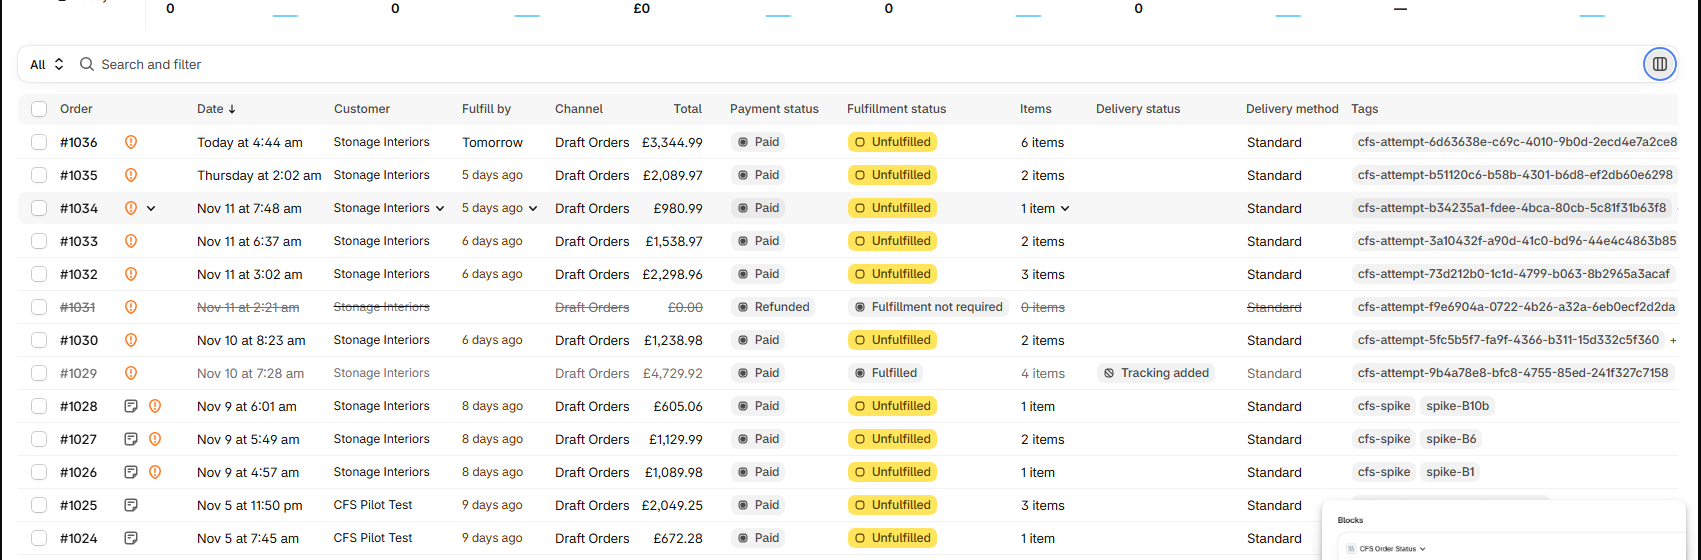 0 0 £0 0 0 —
All Search and filter
Order Date ↓ Customer Fulfill by Channel Total Payment status Fulfillment status Items Delivery status Delivery method Tags
#1036 Today at 4:44 am Stonage Interiors Tomorrow Draft Orders £3,344.99 Paid Unfulfilled 6 items Standard cfs-attempt-6d63638e-c69c-4010-9b0d-2ecd4e7a2ce8
#1035 Thursday at 2:02 am Stonage Interiors 5 days ago Draft Orders £2,089.97 Paid Unfulfilled 2 items Standard cfs-attempt-b51120c6-b58b-4301-b6d8-ef2db60e6298
#1034 Nov 11 at 7:48 am Stonage Interiors 5 days ago Draft Orders £980.99 Paid Unfulfilled 1 item Standard cfs-attempt-b34235a1-fdee-4bca-80cb-5c81f31b63f8
#1033 Nov 11 at 6:37 am Stonage Interiors 6 days ago Draft Orders £1,538.97 Paid Unfulfilled 2 items Standard cfs-attempt-3a10432f-a90d-41c0-bd96-44e4c4863b85
#1032 Nov 11 at 3:02 am Stonage Interiors 6 days ago Draft Orders £2,298.96 Paid Unfulfilled 3 items Standard cfs-attempt-73d212b0-1c1d-4799-b063-8b2965a3acaf
#1031 Nov 11 at 2:21 am Stonage Interiors Draft Orders £0.00 Refunded Fulfillment not required 0 items Standard cfs-attempt-f9e6904a-0722-4b26-a32a-6eb0ecf2d2da
#1030 Nov 10 at 8:23 am Stonage Interiors 6 days ago Draft Orders £1,238.98 Paid Unfulfilled 2 items Standard cfs-attempt-5fc5b5f7-fa9f-4366-b311-15d332c5f360 +
#1029 Nov 10 at 7:28 am Stonage Interiors Draft Orders £4,729.92 Paid Fulfilled 4 items Tracking added Standard cfs-attempt-9b4a78e8-bfc8-4755-85ed-241f327c7158
#1028 Nov 9 at 6:01 am Stonage Interiors 8 days ago Draft Orders £605.06 Paid Unfulfilled 1 item Standard cfs-spike spike-B10b
#1027 Nov 9 at 5:49 am Stonage Interiors 8 days ago Draft Orders £1,129.99 Paid Unfulfilled 2 items Standard cfs-spike spike-B6
#1026 Nov 9 at 4:57 am Stonage Interiors 8 days ago Draft Orders £1,089.98 Paid Unfulfilled 1 item Standard cfs-spike spike-B1
#1025 Nov 5 at 11:50 pm CFS Pilot Test 9 days ago Draft Orders £2,049.25 Paid Unfulfilled 3 items Standard
#1024 Nov 5 at 7:45 am CFS Pilot Test 9 days ago Draft Orders £672.28 Paid Unfulfilled 1 item Standard
Blocks
CFS Order Status